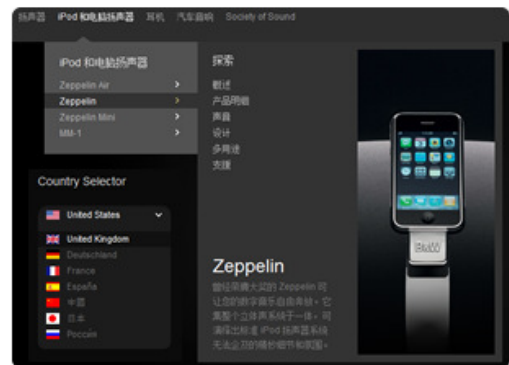 扬声器 iPod 和电脑扬声器 耳机 汽车音响 Society of Sound
iPod 和电脑扬声器
Zeppelin Air
Zeppelin
Zeppelin Mini
MM-1
探索
概述
产品明细
声音
设计
多用途
支援
Country Selector
United States
United Kingdom
Deutschland
France
España
中国
日本
Россия
B&W
Zeppelin
曾经荣膺大奖的 Zeppelin 可
让您的数字音乐自由奔放。它
集整个立体声系统于一体。可
演绎出标准 iPod 扬声器系统
无法企及的精妙细节和氛围。